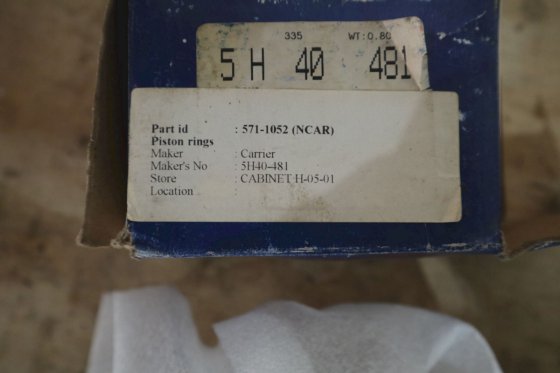 335 WT:0.80
5 H 40 481
Part id : 571-1052 (NCAR)
Piston rings
Maker : Carrier
Maker's No : 5H40-481
Store : CABINET H-05-01
Location :